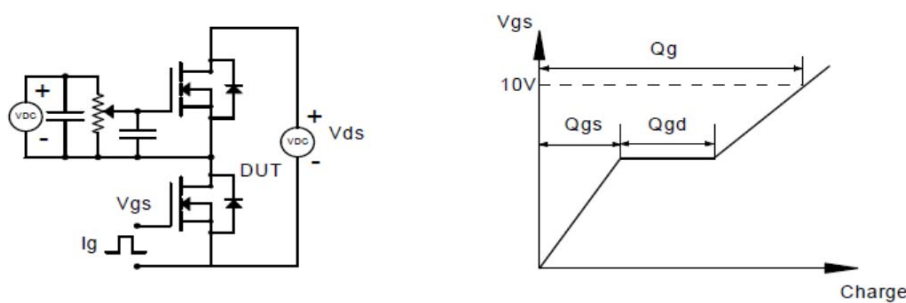 +
VDC
-
+
VDC
-
Vds
DUT
Vgs
Ig
Vgs
Qg
10V
Qgs
Qgd
Charge